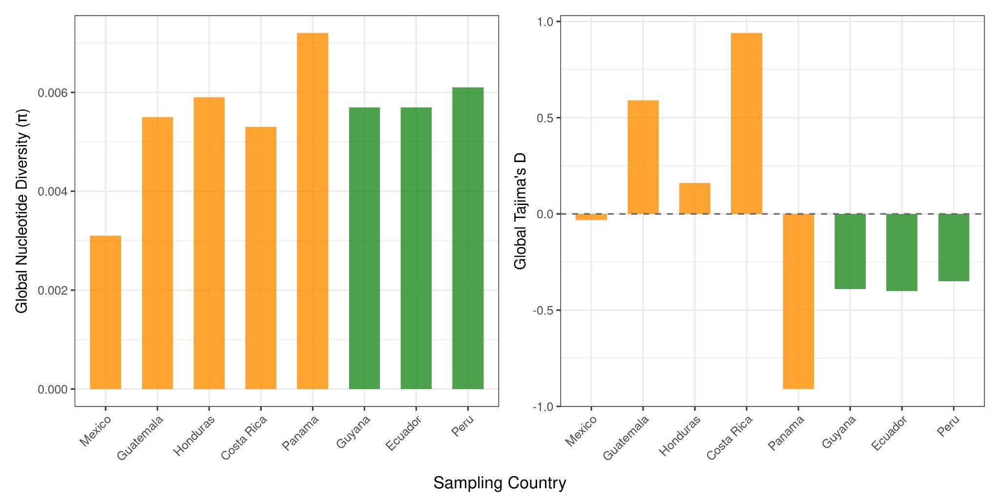 Global Nucleotide Diversity (π)
0.006
0.004
0.002
0.000
Mexico
Guatemala
Honduras
Costa Rica
Panama
Guyana
Ecuador
Peru
Global Tajima's D
1.0
0.5
0.0
-0.5
-1.0
Mexico
Guatemala
Honduras
Costa Rica
Panama
Guyana
Ecuador
Peru
Sampling Country